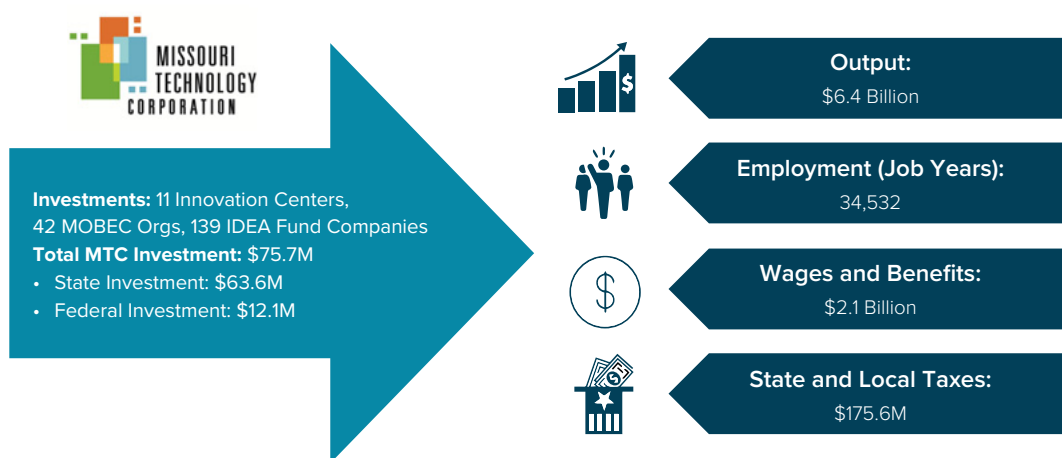 MISSOURI
TECHNOLOGY
CORPORATION
Investments: 11 Innovation Centers,
42 MOBEC Orgs, 139 IDEA Fund Companies
Total MTC Investment: $75.7M
• State Investment: $63.6M
• Federal Investment: $12.1M
$
Output:
$6.4 Billion
Employment (Job Years):
34,532
$
Wages and Benefits:
$2.1 Billion
$
State and Local Taxes:
$175.6M